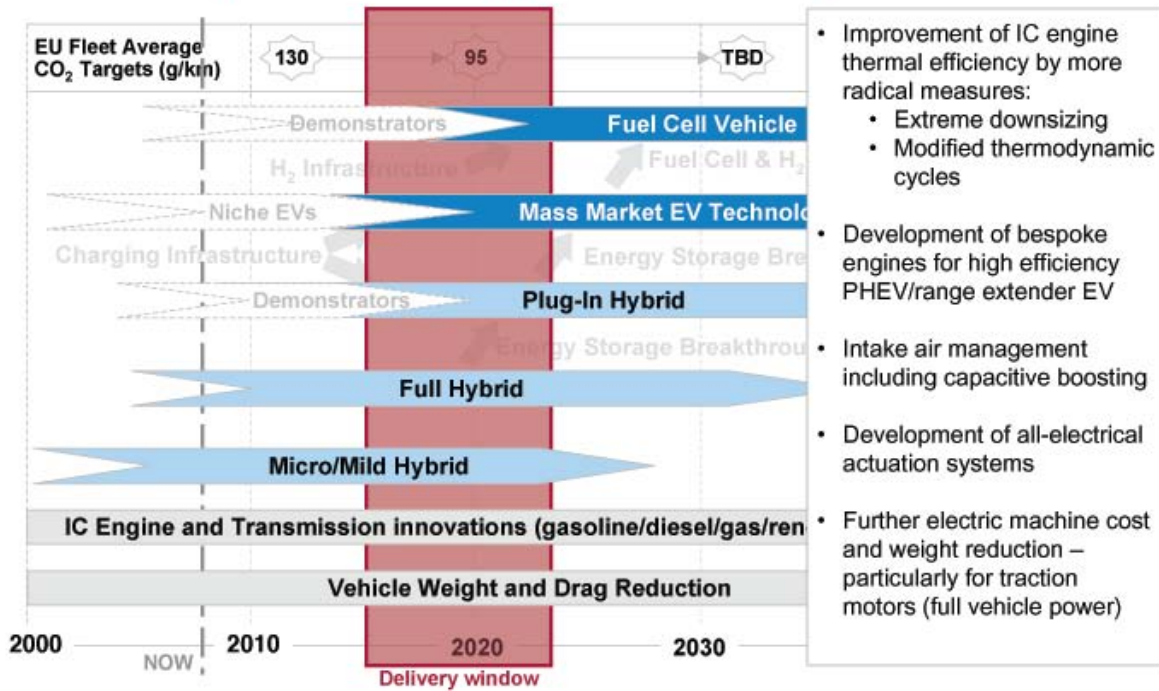 EU Fleet Average
CO₂ Targets (g/km)
130
95
TBD
Demonstrators
Fuel Cell Vehicle
H₂ Infrastructure
Fuel Cell & H₂
Niche EVs
Mass Market EV Technolo
Charging Infrastructure
Energy Storage Brea
Demonstrators
Plug-In Hybrid
Energy Storage Breakthrou
Full Hybrid
Micro/Mild Hybrid
IC Engine and Transmission innovations (gasoline/diesel/gas/ren
Vehicle Weight and Drag Reduction
2000
NOW
2010
2020
2030
Delivery window
• Improvement of IC engine
thermal efficiency by more
radical measures:
• Extreme downsizing
• Modified thermodynamic
cycles
• Development of bespoke
engines for high efficiency
PHEV/range extender EV
• Intake air management
including capacitive boosting
• Development of all-electrical
actuation systems
• Further electric machine cost
and weight reduction –
particularly for traction
motors (full vehicle power)